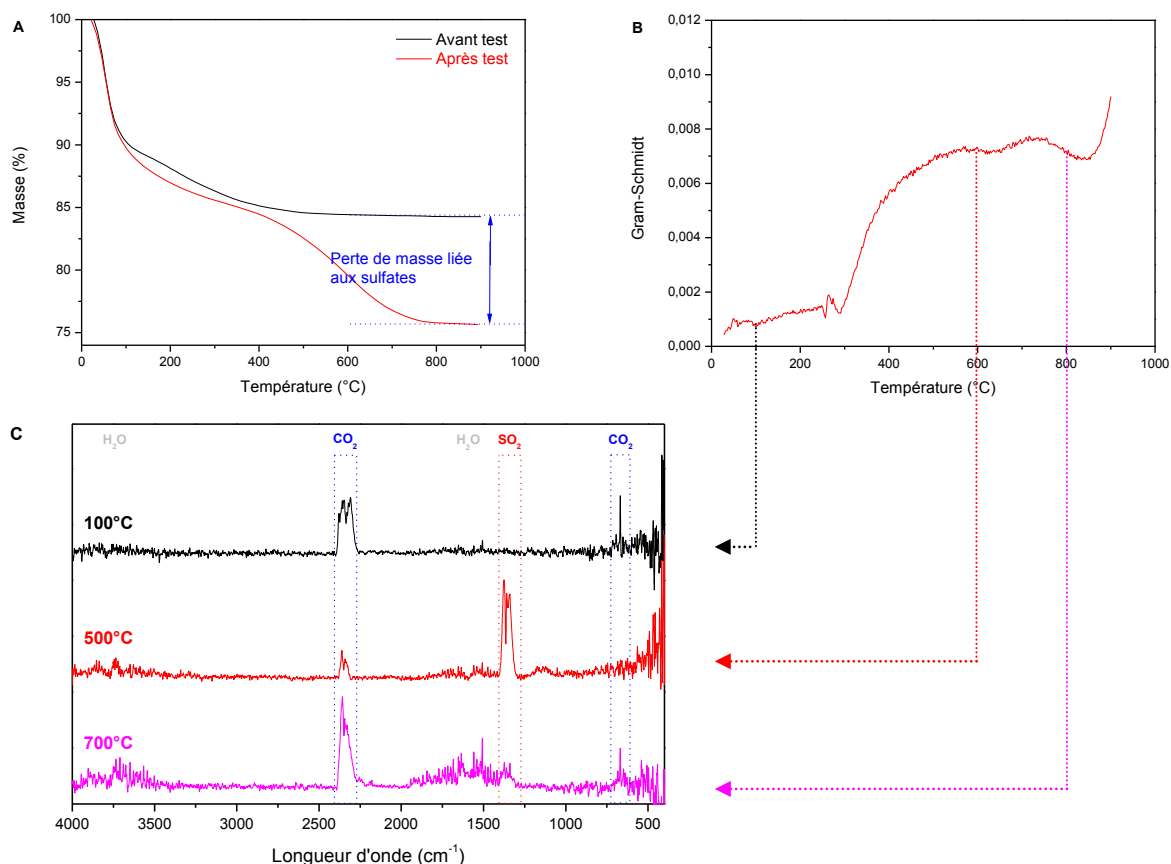 A
100
95
90
85
80
75
Masse (%)
Avant test
Après test
Perte de masse liée
aux sulfates
0
200
400
600
800
1000
Température (°C)
B
0,012
0,010
0,008
0,006
0,004
0,002
0,000
Gram-Schmidt
0
200
400
600
800
1000
Température (°C)
C
H2O
CO2
H2O
SO2
CO2
100°C
500°C
700°C
4000
3500
3000
2500
2000
1500
1000
500
Longueur d'onde (cm-1)